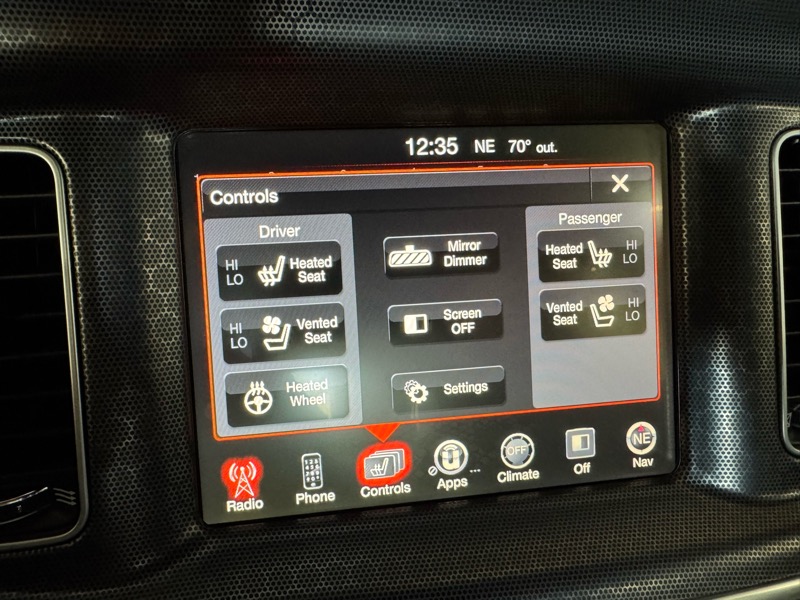 12:35 NE 70° out.
Controls X
Driver
HI
LO
Heated
Seat
HI
LO
Vented
Seat
Heated
Wheel
Mirror
Dimmer
Screen
OFF
Settings
Passenger
Heated
Seat
HI
LO
Vented
Seat
HI
LO
Radio
Phone
Controls
Apps
...
OFF
Climate
Off
NE
Nav